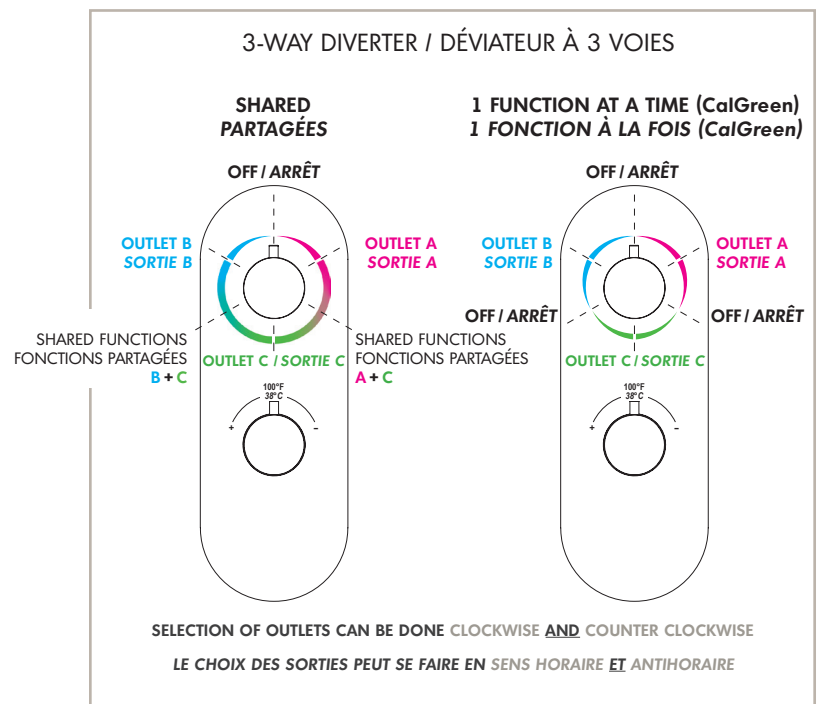 3-WAY DIVERTER / DÉVIATEUR À 3 VOIES
SHARED
PARTAGÉES
OFF / ARRÊT
OUTLET B
SORTIE B
OUTLET A
SORTIE A
SHARED FUNCTIONS
FONCTIONS PARTAGÉES
B + C
OUTLET C / SORTIE C
SHARED FUNCTIONS
FONCTIONS PARTAGÉES
A + C
100°F
38°C
+
–
1 FUNCTION AT A TIME (CalGreen)
1 FONCTION À LA FOIS (CalGreen)
OFF / ARRÊT
OUTLET B
SORTIE B
OUTLET A
SORTIE A
OFF / ARRÊT
OFF / ARRÊT
OUTLET C / SORTIE C
100°F
38°C
+
–
SELECTION OF OUTLETS CAN BE DONE CLOCKWISE AND COUNTER CLOCKWISE
LE CHOIX DES SORTIES PEUT SE FAIRE EN SENS HORAIRE ET ANTIHORAIRE